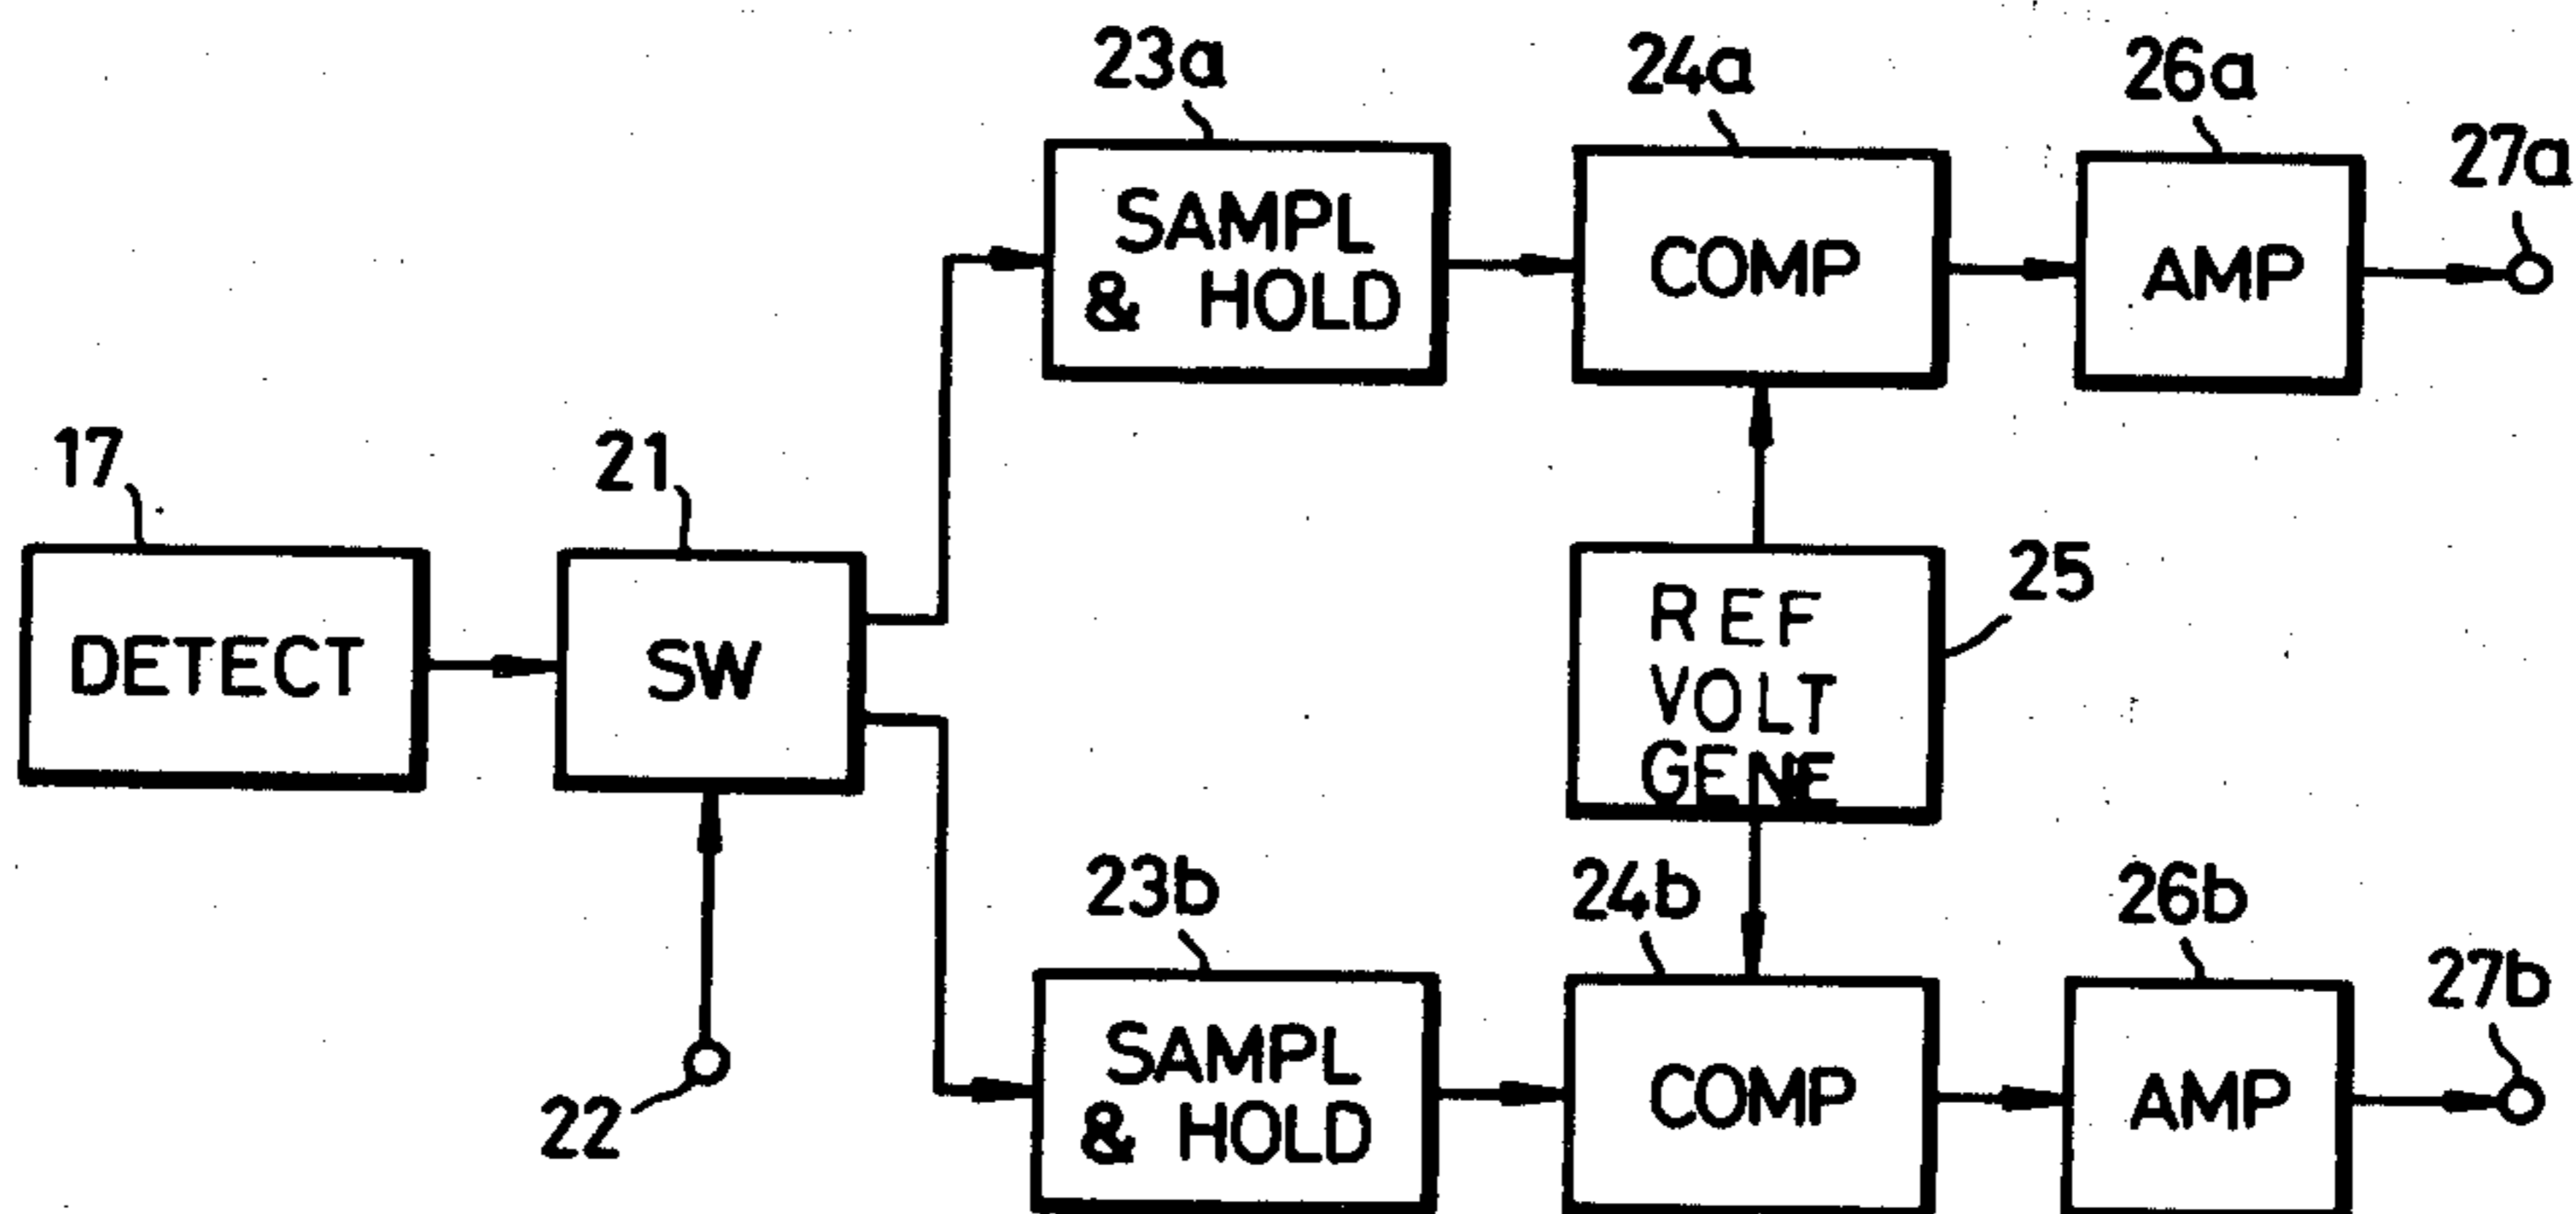 23a
24a
26a
27a
SAMPL
& HOLD
COMP
AMP
17
21
25
DETECT
SW
REF
VOLT
GENE
23b
24b
26b
27b
22
SAMPL
& HOLD
COMP
AMP